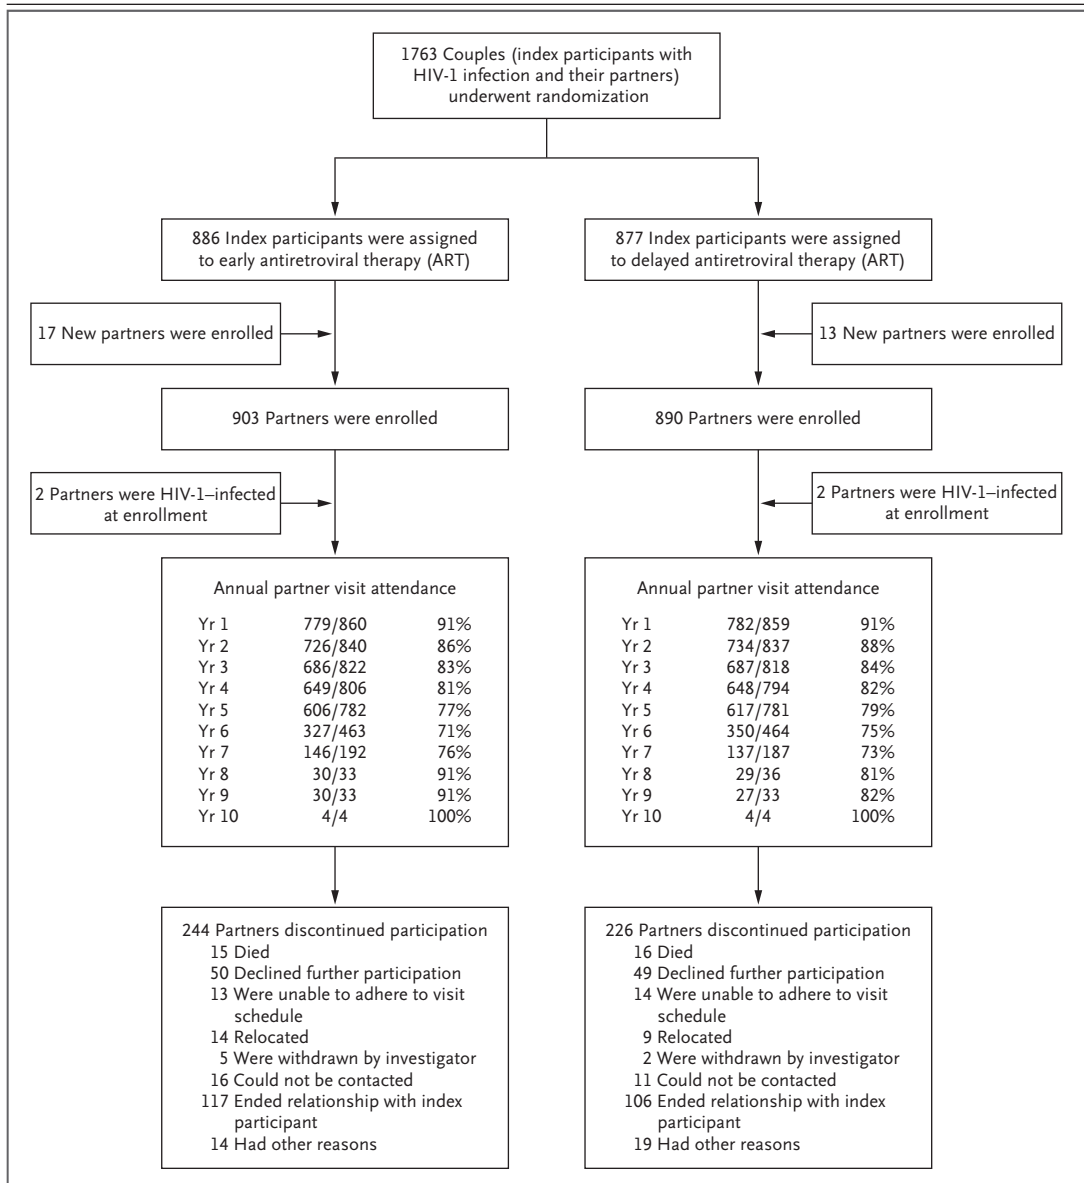 1763 Couples (index participants with
HIV-1 infection and their partners)
underwent randomization
886 Index participants were assigned
to early antiretroviral therapy (ART)
877 Index participants were assigned
to delayed antiretroviral therapy (ART)
17 New partners were enrolled
13 New partners were enrolled
903 Partners were enrolled
890 Partners were enrolled
2 Partners were HIV-1–infected
at enrollment
2 Partners were HIV-1–infected
at enrollment
Annual partner visit attendance
Yr 1 779/860 91%
Yr 2 726/840 86%
Yr 3 686/822 83%
Yr 4 649/806 81%
Yr 5 606/782 77%
Yr 6 327/463 71%
Yr 7 146/192 76%
Yr 8 30/33 91%
Yr 9 30/33 91%
Yr 10 4/4 100%
Annual partner visit attendance
Yr 1 782/859 91%
Yr 2 734/837 88%
Yr 3 687/818 84%
Yr 4 648/794 82%
Yr 5 617/781 79%
Yr 6 350/464 75%
Yr 7 137/187 73%
Yr 8 29/36 81%
Yr 9 27/33 82%
Yr 10 4/4 100%
244 Partners discontinued participation
15 Died
50 Declined further participation
13 Were unable to adhere to visit
schedule
14 Relocated
5 Were withdrawn by investigator
16 Could not be contacted
117 Ended relationship with index
participant
14 Had other reasons
226 Partners discontinued participation
16 Died
49 Declined further participation
14 Were unable to adhere to visit
schedule
9 Relocated
2 Were withdrawn by investigator
11 Could not be contacted
106 Ended relationship with index
participant
19 Had other reasons